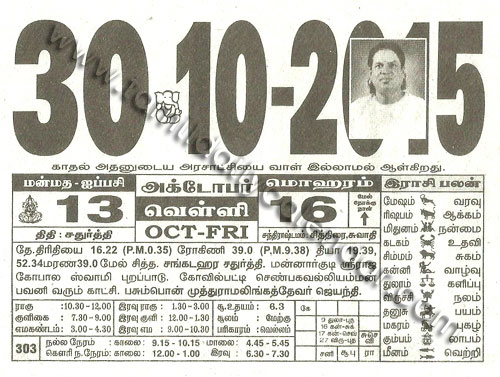 30-10-2015
காதல் அதனுடைய அரசாட்சியை வாள் இல்லாமல் ஆள்கிறது.
மன்மத - ஐப்பசி
13
திதி : சதுர்த்தி
அக்டோபர்
வெள்ளி
OCT-FRI
மொஹரம்
16
மேல் நோக்கு நாள்
சந்திராஷ்டமம்: சித்திரை, சுவாதி
தே.திரிதியை 16.22 (P.M.0.35) ரோகிணி 39.0 (P.M.9.38) தியா 19.39,
52.34மரண39.0 மேல் சித்த. சங்கடஹர சதுர்த்தி. மன்னார்குடி ஸ்ரீராஜ
கோபால ஸ்வாமி புறப்பாடு. கோவில்பட்டி செண்பகவல்லியம்மன்
பவனி வரும் காட்சி. பசும்பொன் முத்துராமலிங்கத்தேவர் ஜெயந்தி.
இராசி பலன்
மேஷம் வரவு
ரிஷபம் ஆக்கம்
மிதுனம் நன்மை
கடகம் உதவி
சிம்மம் சுகம்
கன்னி வாழ்வு
துலாம் களிப்பு
விருச் நலம்
தனுசு பயம்
மகரம் புகழ்
கும்பம் லாபம்
மீனம் வெற்றி
ராகு :10.30 - 12.00 இரவு ராகு :1.30 - 3.00 சூ.உதயம் : 6.3
குளிகை : 7.30 - 9.00 இரவு குளி :12.00 - 1.30 சூலம் : மேற்கு
எமகண்டம் : 3.00 - 4.30 இரவு எம :9.00 - 10.30 பரிகாரம் : வெல்லம்
303 நல்ல நேரம் : காலை: 9.15 - 10.15 மாலை: 4.45 - 5.45
கௌரி ந.நேரம்: காலை: 12.00 - 1.00 இரவு: 6.30 - 7.30
கே
சனி
சூ பு
ரா
www.tamildailycalendar.com